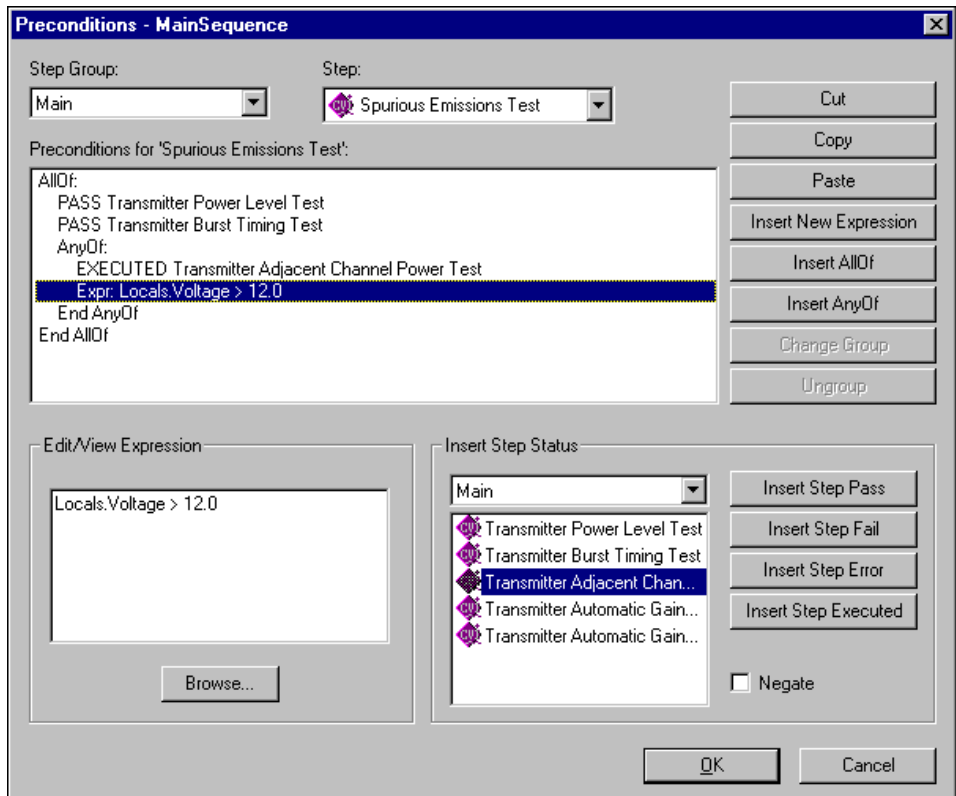 Preconditions - MainSequence
Step Group:
Step:
Main
Spurious Emissions Test
Cut
Copy
Preconditions for 'Spurious Emissions Test':
AllOf:
PASS Transmitter Power Level Test
PASS Transmitter Burst Timing Test
AnyOf:
EXECUTED Transmitter Adjacent Channel Power Test
Expr: Locals.Voltage > 12.0
End AnyOf
End AllOf
Paste
Insert New Expression
Insert AllOf
Insert AnyOf
Change Group
Ungroup
Edit/View Expression
Locals.Voltage > 12.0
Browse...
Insert Step Status
Main
Transmitter Power Level Test
Transmitter Burst Timing Test
Transmitter Adjacent Chan...
Transmitter Automatic Gain...
Transmitter Automatic Gain...
Insert Step Pass
Insert Step Fail
Insert Step Error
Insert Step Executed
Negate
OK
Cancel